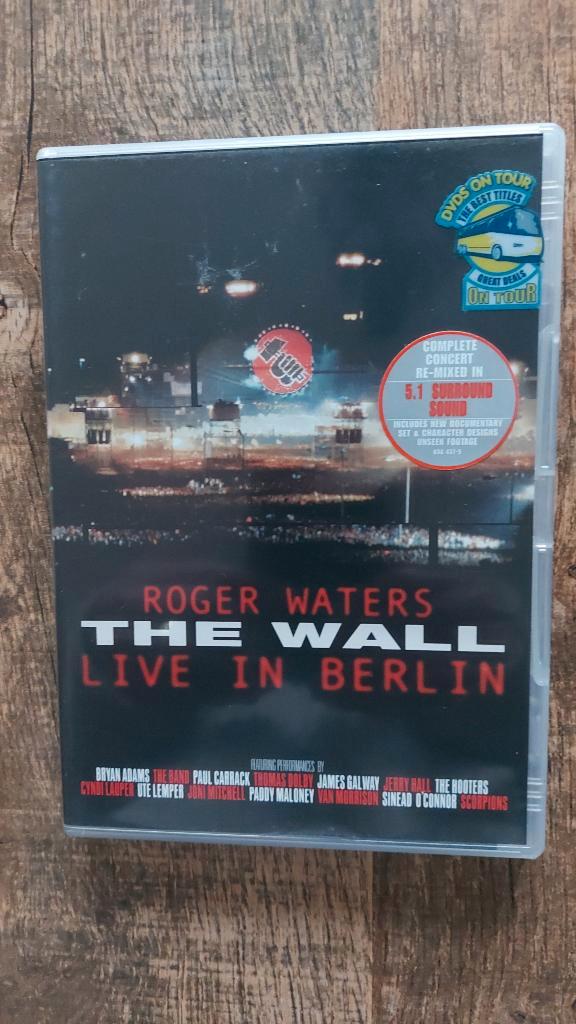 DVDS ON TOUR
THE BEST TITLES
GREAT DEALS
ON TOUR
COMPLETE
CONCERT
RE-MIXED IN
5.1 SURROUND
SOUND
INCLUDES NEW DOCUMENTARY
SET & CHARACTER DESIGNS
UNSEEN FOOTAGE
ROGER WATERS
THE WALL
LIVE IN BERLIN
FEATURING PERFORMANCES BY
BRYAN ADAMS THE BAND PAUL CARRACK THOMAS DOLBY JAMES GALWAY JERRY HALL THE HOOTERS
CYNDI LAUPER UTE LEMPER JONI MITCHELL PADDY MALONEY VAN MORRISON SINEAD O'CONNOR SCORPIONS